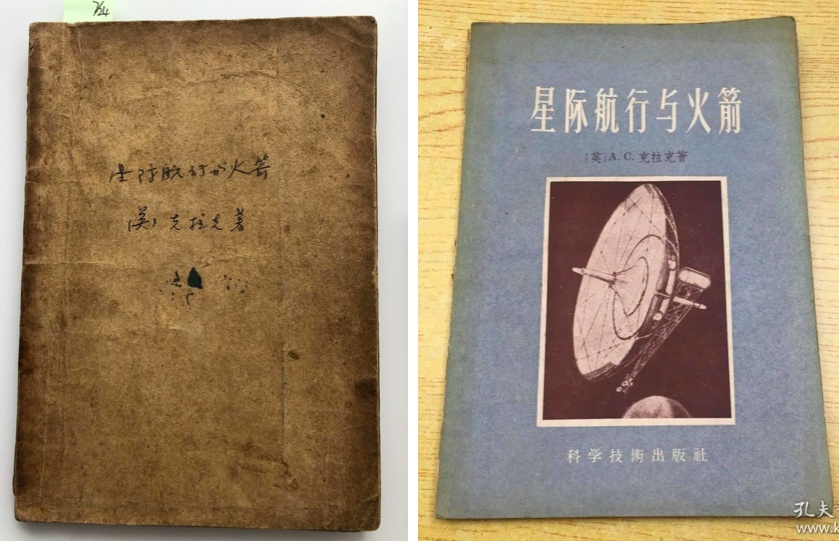 星际航行与火箭
(英) 克拉克著
星际航行与火箭
〔英〕A.C. 克拉克著
科学技術出版社
孔夫
www.k